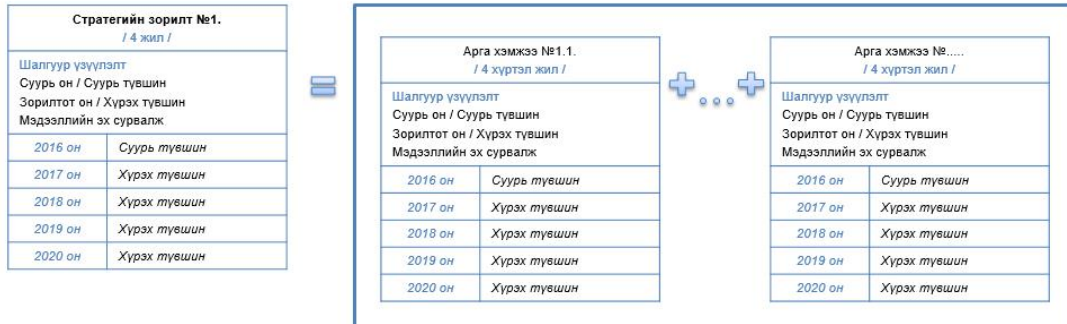 Стратегийн зорилт №1.
/ 4 жил /
Шалгуур үзүүлэлт
Суурь он / Суурь түвшин
Зорилтот он / Хүрэх түвшин
Мэдээллийн эх сурвалж
2016 он Суурь түвшин
2017 он Хүрэх түвшин
2018 он Хүрэх түвшин
2019 он Хүрэх түвшин
2020 он Хүрэх түвшин
=
Арга хэмжээ №1.1.
/ 4 хүртэл жил /
Шалгуур үзүүлэлт
Суурь он / Суурь түвшин
Зорилтот он / Хүрэх түвшин
Мэдээллийн эх сурвалж
2016 он Суурь түвшин
2017 он Хүрэх түвшин
2018 он Хүрэх түвшин
2019 он Хүрэх түвшин
2020 он Хүрэх түвшин
+...+
Арга хэмжээ №.....
/ 4 хүртэл жил /
Шалгуур үзүүлэлт
Суурь он / Суурь түвшин
Зорилтот он / Хүрэх түвшин
Мэдээллийн эх сурвалж
2016 он Суурь түвшин
2017 он Хүрэх түвшин
2018 он Хүрэх түвшин
2019 он Хүрэх түвшин
2020 он Хүрэх түвшин